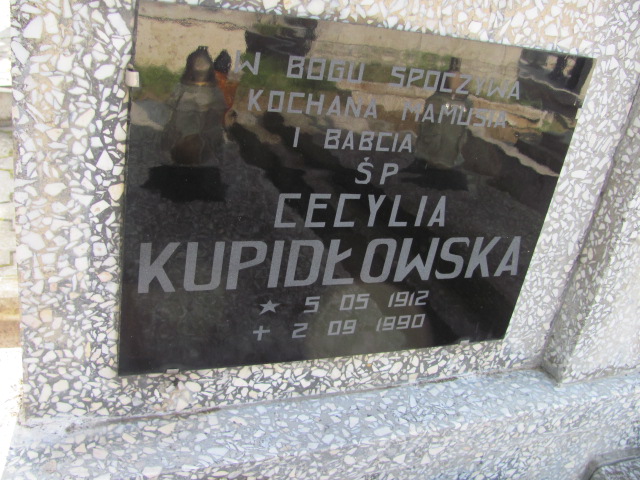 W BOGU SPOCZYWA
KOCHANA MAMUSIA
I BABCIA
ŚP
CECYLIA
KUPIDŁOWSKA
★ 5 05 1912
+ 2 09 1990